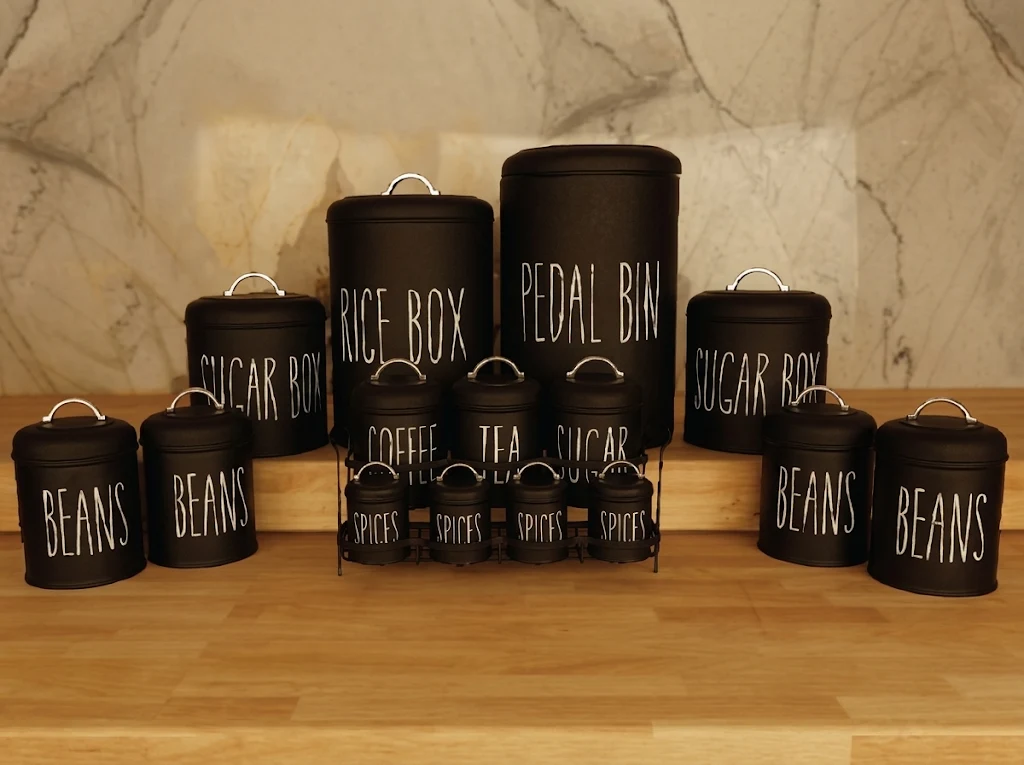 PEDAL BIN
RICE BOX
SUGAR BOX
SUGAR BOX
COFFEE
TEA
SUGAR
BEANS
BEANS
BEANS
BEANS
SPICES
SPICES
SPICES
SPICES